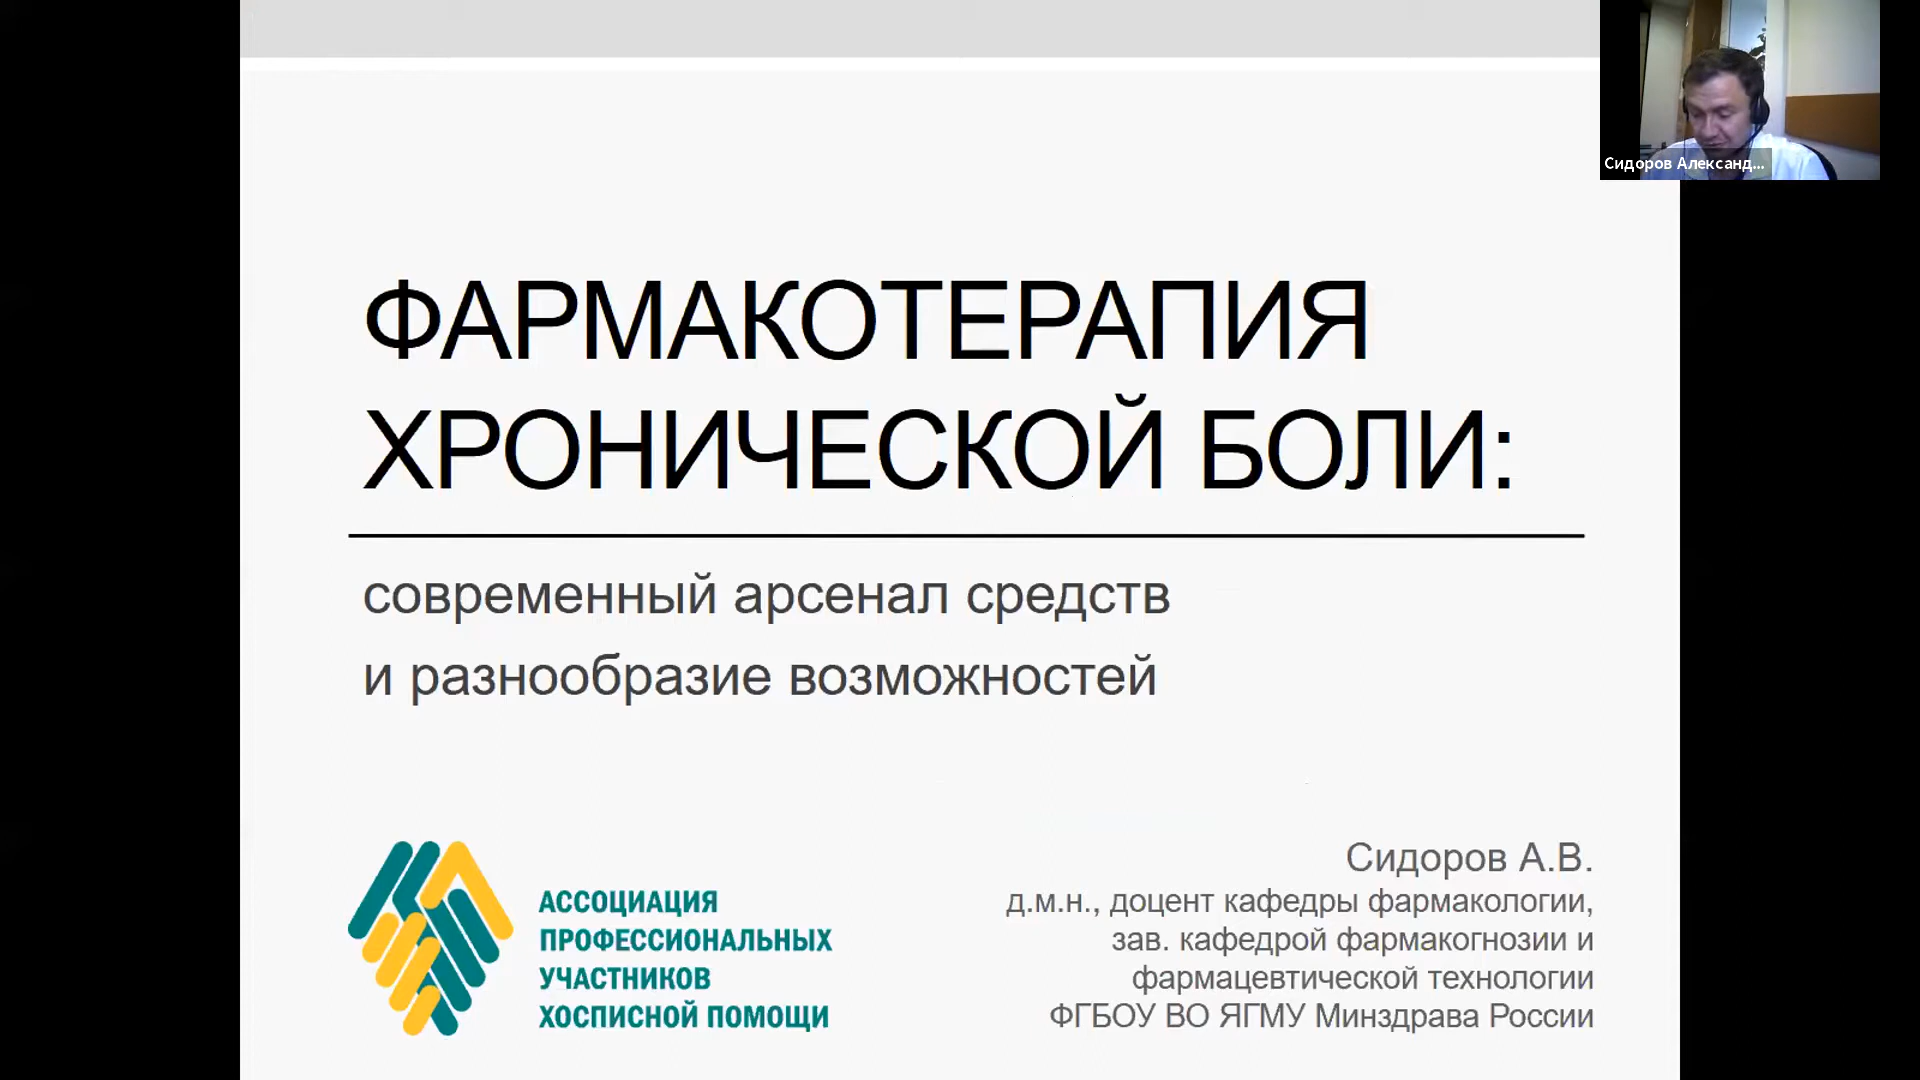 Сидоров Александ...
ФАРМАКОТЕРАПИЯ
ХРОНИЧЕСКОЙ БОЛИ:
современный арсенал средств
и разнообразие возможностей
АССОЦИАЦИЯ
ПРОФЕССИОНАЛЬНЫХ
УЧАСТНИКОВ
ХОСПИСНОЙ ПОМОЩИ
Сидоров А.В.
д.м.н., доцент кафедры фармакологии,
зав. кафедрой фармакогнозии и
фармацевтической технологии
ФГБОУ ВО ЯГМУ Минздрава России